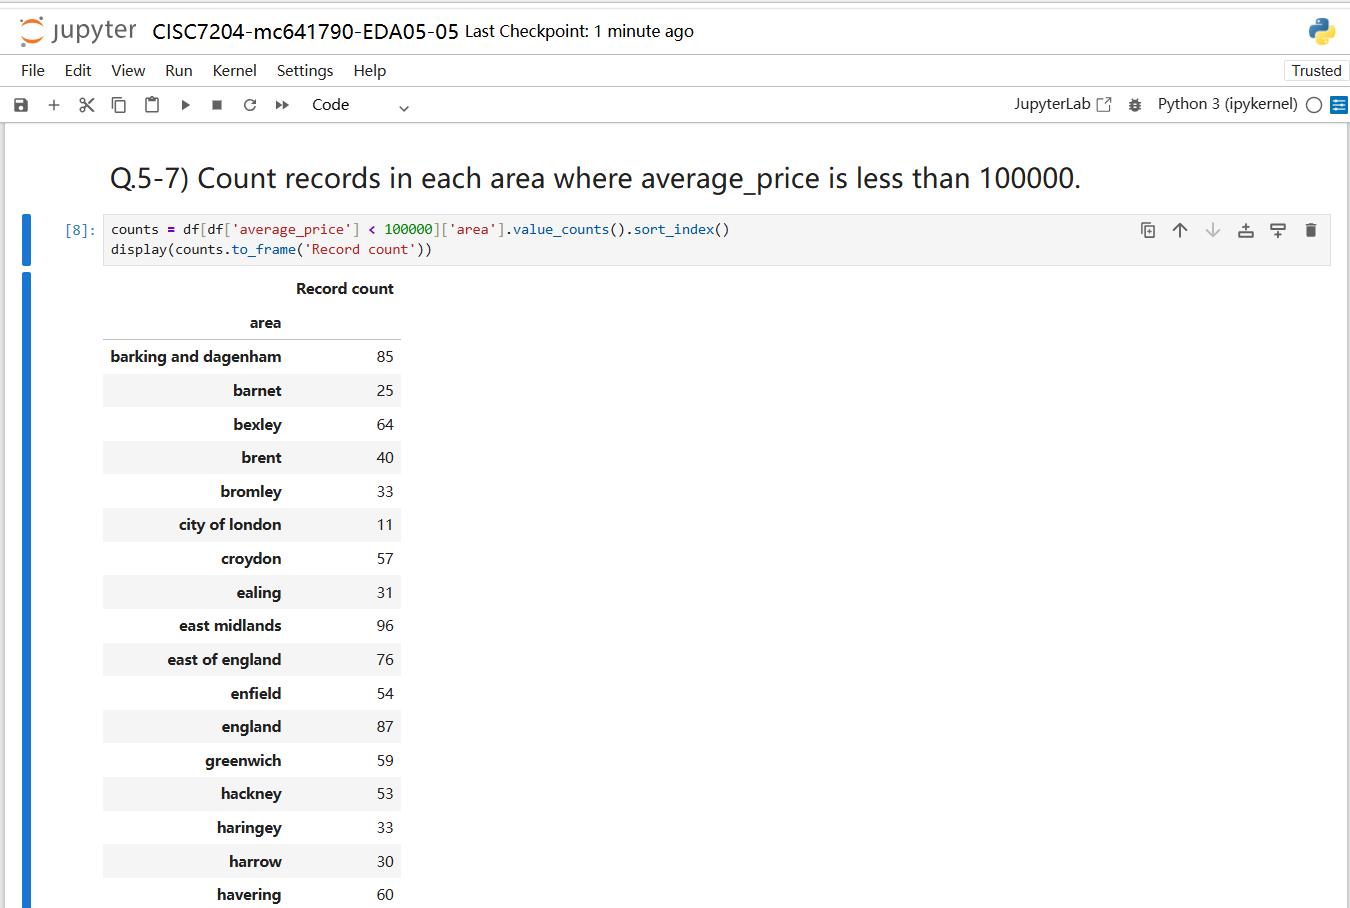 jupyter CISC7204-mc641790-EDA05-05 Last Checkpoint: 1 minute ago
File Edit View Run Kernel Settings Help Trusted
Code JupyterLab Python 3 (ipykernel)
Q.5-7) Count records in each area where average_price is less than 100000.
[8]: counts = df[df['average_price'] < 100000]['area'].value_counts().sort_index()
display(counts.to_frame('Record count'))
Record count
area
barking and dagenham 85
barnet 25
bexley 64
brent 40
bromley 33
city of london 11
croydon 57
ealing 31
east midlands 96
east of england 76
enfield 54
england 87
greenwich 59
hackney 53
haringey 33
harrow 30
havering 60